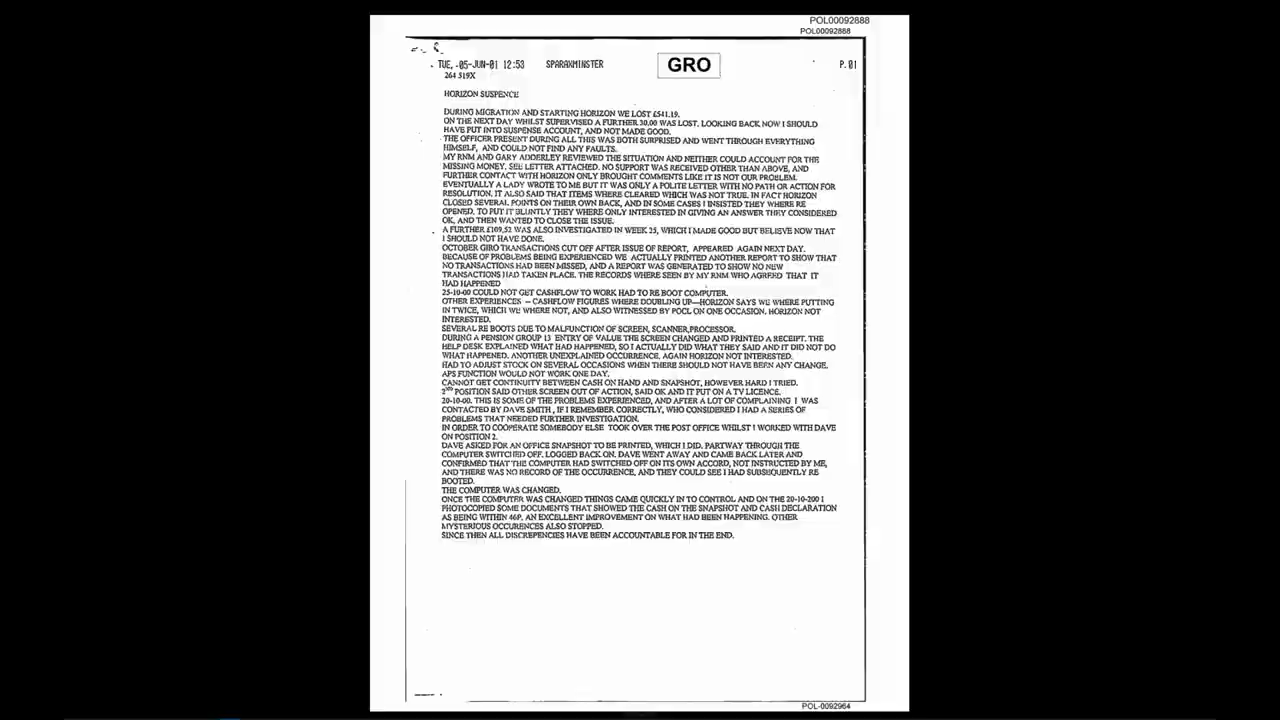 POL00092888
POL00092888
TUE, 05-JUN-01 12:53 SPARAXMINSTER GRO P.01
264 519X
HORIZON SUSPENCE
DURING MIGRATION AND STARTING HORIZON WE LOST £541.19.
ON THE NEXT DAY WHILST SUPERVISED A FURTHER 30.00 WAS LOST. LOOKING BACK NOW I SHOULD
HAVE PUT INTO SUSPENSE ACCOUNT, AND NOT MADE GOOD.
THE OFFICER PRESENT DURING ALL THIS WAS BOTH SURPRISED AND WENT THROUGH EVERYTHING
HIMSELF, AND COULD NOT FIND ANY FAULTS.
MY RNM AND GARY ADDERLEY REVIEWED THE SITUATION AND NEITHER COULD ACCOUNT FOR THE
MISSING MONEY. SEE LETTER ATTACHED. NO SUPPORT WAS RECEIVED OTHER THAN ABOVE, AND
FURTHER CONTACT WITH HORIZON ONLY BROUGHT COMMENTS LIKE IT IS NOT OUR PROBLEM.
EVENTUALLY A LADY WROTE TO ME BUT IT WAS ONLY A POLITE LETTER WITH NO PATH OR ACTION FOR
RESOLUTION. IT ALSO SAID THAT ITEMS WHERE CLEARED WHICH WAS NOT TRUE. IN FACT HORIZON
CLOSED SEVERAL POINTS ON THEIR OWN BACK, AND IN SOME CASES I INSISTED THEY WHERE RE
OPENED. TO PUT IT BLUNTLY THEY WHERE ONLY INTERESTED IN GIVING AN ANSWER THEY CONSIDERED
OK, AND THEN WANTED TO CLOSE THE ISSUE.
A FURTHER £109,52 WAS ALSO INVESTIGATED IN WEEK 25, WHICH I MADE GOOD BUT BELIEVE NOW THAT
I SHOULD NOT HAVE DONE.
OCTOBER GIRO TRANSACTIONS CUT OFF AFTER ISSUE OF REPORT, APPEARED AGAIN NEXT DAY.
BECAUSE OF PROBLEMS BEING EXPERIENCED WE ACTUALLY PRINTED ANOTHER REPORT TO SHOW THAT
NO TRANSACTIONS HAD BEEN MISSED, AND A REPORT WAS GENERATED TO SHOW NO NEW
TRANSACTIONS HAD TAKEN PLACE. THE RECORDS WHERE SEEN BY MY RNM WHO AGREED THAT IT
HAD HAPPENED
25-10-00 COULD NOT GET CASHFLOW TO WORK HAD TO RE BOOT COMPUTER.
OTHER EXPERIENCES – CASHFLOW FIGURES WHERE DOUBLING UP—HORIZON SAYS WE WHERE PUTTING
IN TWICE, WHICH WE WHERE NOT, AND ALSO WITNESSED BY POCL ON ONE OCCASION. HORIZON NOT
INTERESTED.
SEVERAL RE BOOTS DUE TO MALFUNCTION OF SCREEN, SCANNER,PROCESSOR.
DURING A PENSION GROUP 13 ENTRY OF VALUE THE SCREEN CHANGED AND PRINTED A RECEIPT. THE
HELP DESK EXPLAINED WHAT HAD HAPPENED, SO I ACTUALLY DID WHAT THEY SAID AND IT DID NOT DO
WHAT HAPPENED. ANOTHER UNEXPLAINED OCCURRENCE. AGAIN HORIZON NOT INTERESTED.
HAD TO ADJUST STOCK ON SEVERAL OCCASIONS WHEN THERE SHOULD NOT HAVE BEEN ANY CHANGE.
APS FUNCTION WOULD NOT WORK ONE DAY.
CANNOT GET CONTINUITY BETWEEN CASH ON HAND AND SNAPSHOT, HOWEVER HARD I TRIED.
2ND POSITION SAID OTHER SCREEN OUT OF ACTION, SAID OK AND IT PUT ON A TV LICENCE.
20-10-00. THIS IS SOME OF THE PROBLEMS EXPERIENCED, AND AFTER A LOT OF COMPLAINING I WAS
CONTACTED BY DAVE SMITH , IF I REMEMBER CORRECTLY, WHO CONSIDERED I HAD A SERIES OF
PROBLEMS THAT NEEDED FURTHER INVESTIGATION.
IN ORDER TO COOPERATE SOMEBODY ELSE TOOK OVER THE POST OFFICE WHILST I WORKED WITH DAVE
ON POSITION 2.
DAVE ASKED FOR AN OFFICE SNAPSHOT TO BE PRINTED, WHICH I DID. PARTWAY THROUGH THE
COMPUTER SWITCHED OFF. LOGGED BACK ON. DAVE WENT AWAY AND CAME BACK LATER AND
CONFIRMED THAT THE COMPUTER HAD SWITCHED OFF ON ITS OWN ACCORD, NOT INSTRUCTED BY ME,
AND THERE WAS NO RECORD OF THE OCCURRENCE, AND THEY COULD SEE I HAD SUBSEQUENTLY RE
BOOTED.
THE COMPUTER WAS CHANGED.
ONCE THE COMPUTER WAS CHANGED THINGS CAME QUICKLY IN TO CONTROL AND ON THE 20-10-2001
PHOTOCOPIED SOME DOCUMENTS THAT SHOWED THE CASH ON THE SNAPSHOT AND CASH DECLARATION
AS BEING WITHIN 46P, AN EXCELLENT IMPROVEMENT ON WHAT HAD BEEN HAPPENING. OTHER
MYSTERIOUS OCCURENCES ALSO STOPPED.
SINCE THEN ALL DISCREPENCIES HAVE BEEN ACCOUNTABLE FOR IN THE END.
POL-0092964